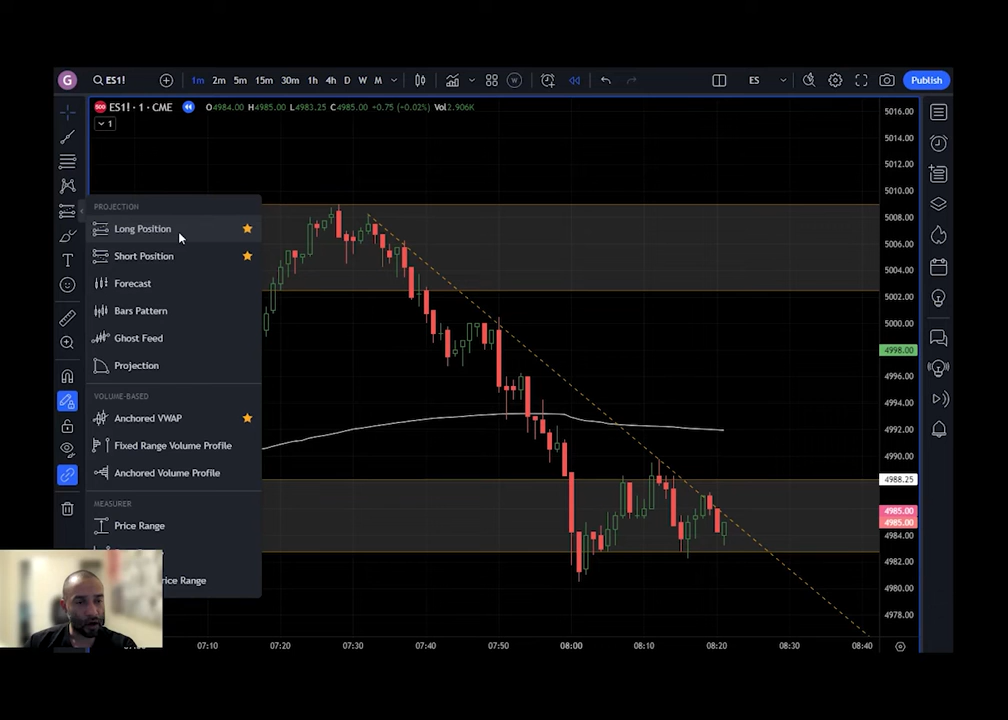 G ES1! 1m 2m 5m 15m 30m 1h 4h D W M W ES Publish
500 ES1! · 1 · CME O4984.00 H4985.00 L4983.25 C4985.00 +0.75 (+0.02%) Vol2.906K
1
PROJECTION
Long Position
Short Position
Forecast
Bars Pattern
Ghost Feed
Projection
VOLUME-BASED
Anchored VWAP
Fixed Range Volume Profile
Anchored Volume Profile
MEASURER
Price Range
rice Range
T
5016.00
5014.00
5012.00
5010.00
5008.00
5006.00
5004.00
5002.00
5000.00
4998.00
4996.00
4994.00
4992.00
4990.00
4988.25
4985.00
4985.00
4984.00
4982.00
4980.00
4978.00
07:10 07:20 07:30 07:40 07:50 08:00 08:10 08:20 08:30 08:40